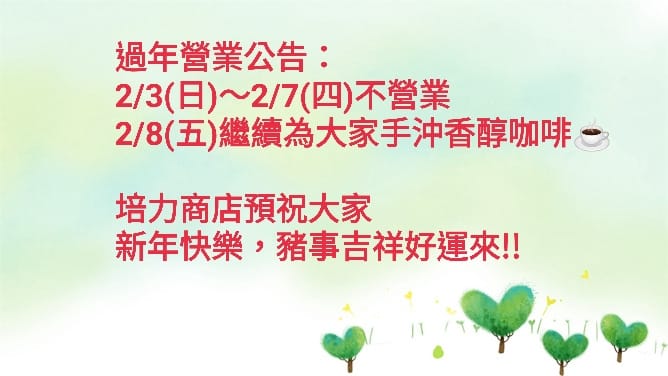 過年營業公告：
2/3(日)～2/7(四)不營業
2/8(五)繼續為大家手沖香醇咖啡☕
培力商店預祝大家
新年快樂，豬事吉祥好運來!!